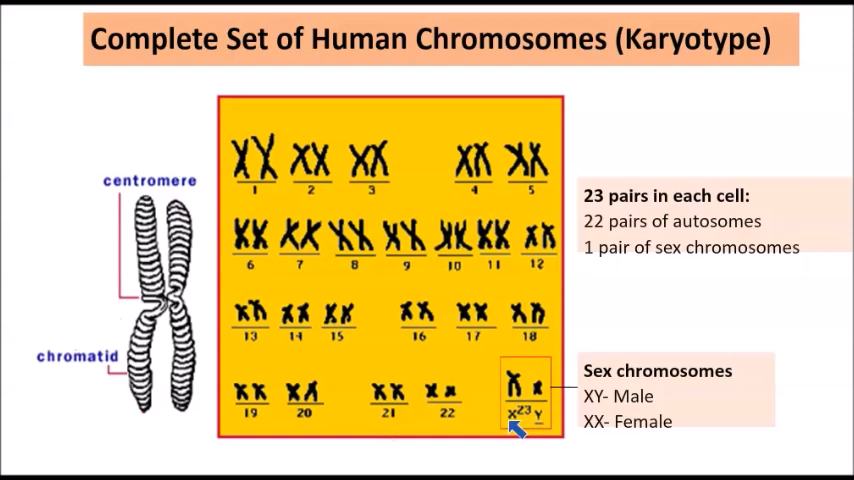 Complete Set of Human Chromosomes (Karyotype)
centromere
chromatid
1 2 3 4 5
6 7 8 9 10 11 12
13 14 15 16 17 18
19 20 21 22 X 23 Y
23 pairs in each cell:
22 pairs of autosomes
1 pair of sex chromosomes
Sex chromosomes
XY- Male
XX- Female